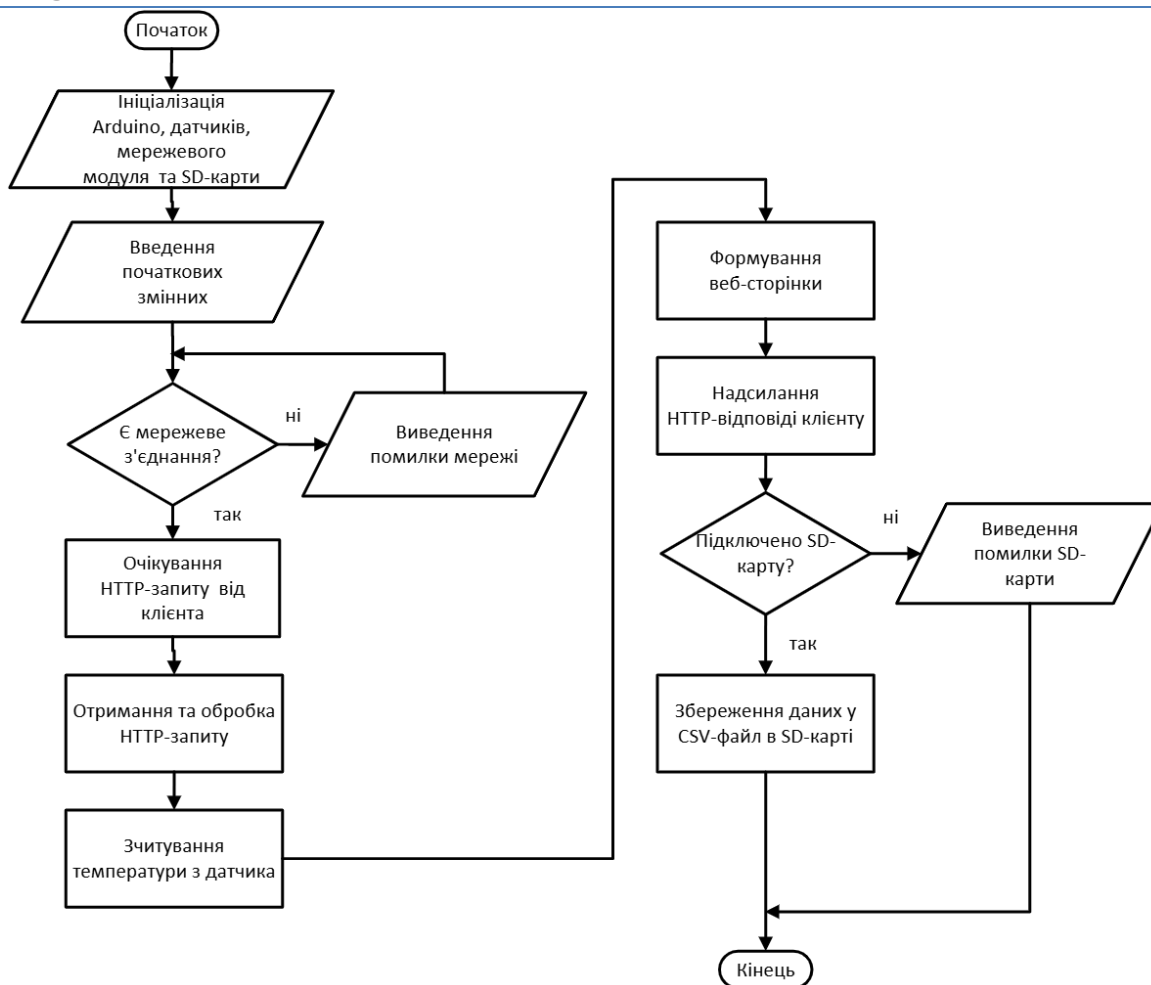 Початок
Ініціалізація
Arduino, датчиків,
мережевого
модуля та SD-карти
Введення
початкових
змінних
Є мережеве
з'єднання?
ні
Виведення
помилки мережі
так
Очікування
HTTP-запиту від
клієнта
Отримання та обробка
HTTP-запиту
Зчитування
температури з датчика
Формування
веб-сторінки
Надсилання
HTTP-відповіді клієнту
Підключено SD-
карту?
ні
Виведення
помилки SD-
карти
так
Збереження даних у
CSV-файл в SD-карті
Кінець